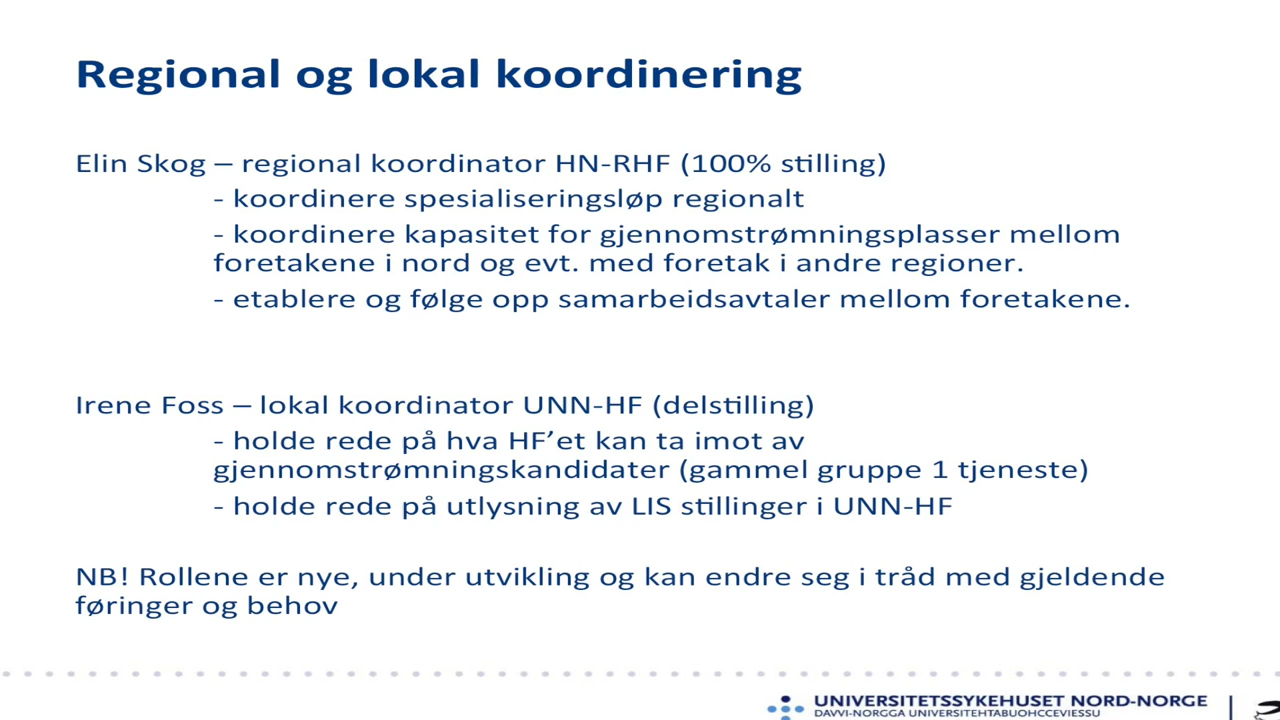 Regional og lokal koordinering
Elin Skog – regional koordinator HN-RHF (100% stilling)
- koordinere spesialiseringsløp regionalt
- koordinere kapasitet for gjennomstrømningsplasser mellom
foretakene i nord og evt. med foretak i andre regioner.
- etablere og følge opp samarbeidsavtaler mellom foretakene.
Irene Foss – lokal koordinator UNN-HF (delstilling)
- holde rede på hva HF’et kan ta imot av
gjennomstrømningskandidater (gammel gruppe 1 tjeneste)
- holde rede på utlysning av LIS stillinger i UNN-HF
NB! Rollene er nye, under utvikling og kan endre seg i tråd med gjeldende
føringer og behov
UNIVERSITETSSYKEHUSET NORD-NORGE
DAVVI-NORGGA UNIVERSITEHTABUOHCCEVIESSU